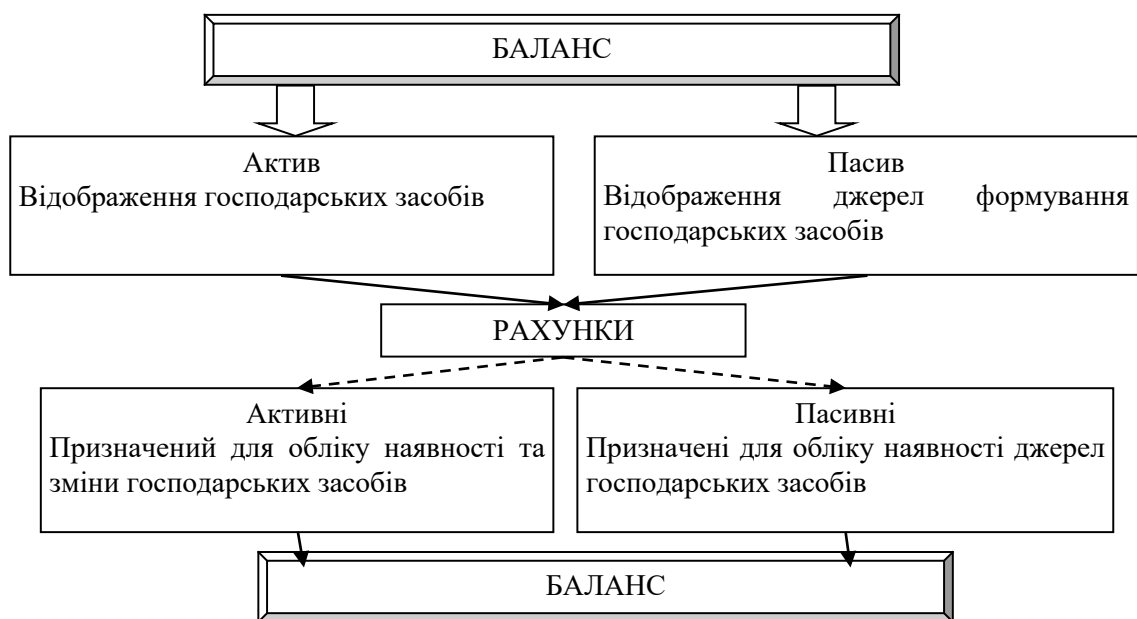 БАЛАНС
Актив
Відображення господарських засобів
Пасив
Відображення джерел формування
господарських засобів
РАХУНКИ
Активні
Призначений для обліку наявності та
зміни господарських засобів
Пасивні
Призначені для обліку наявності джерел
господарських засобів
БАЛАНС